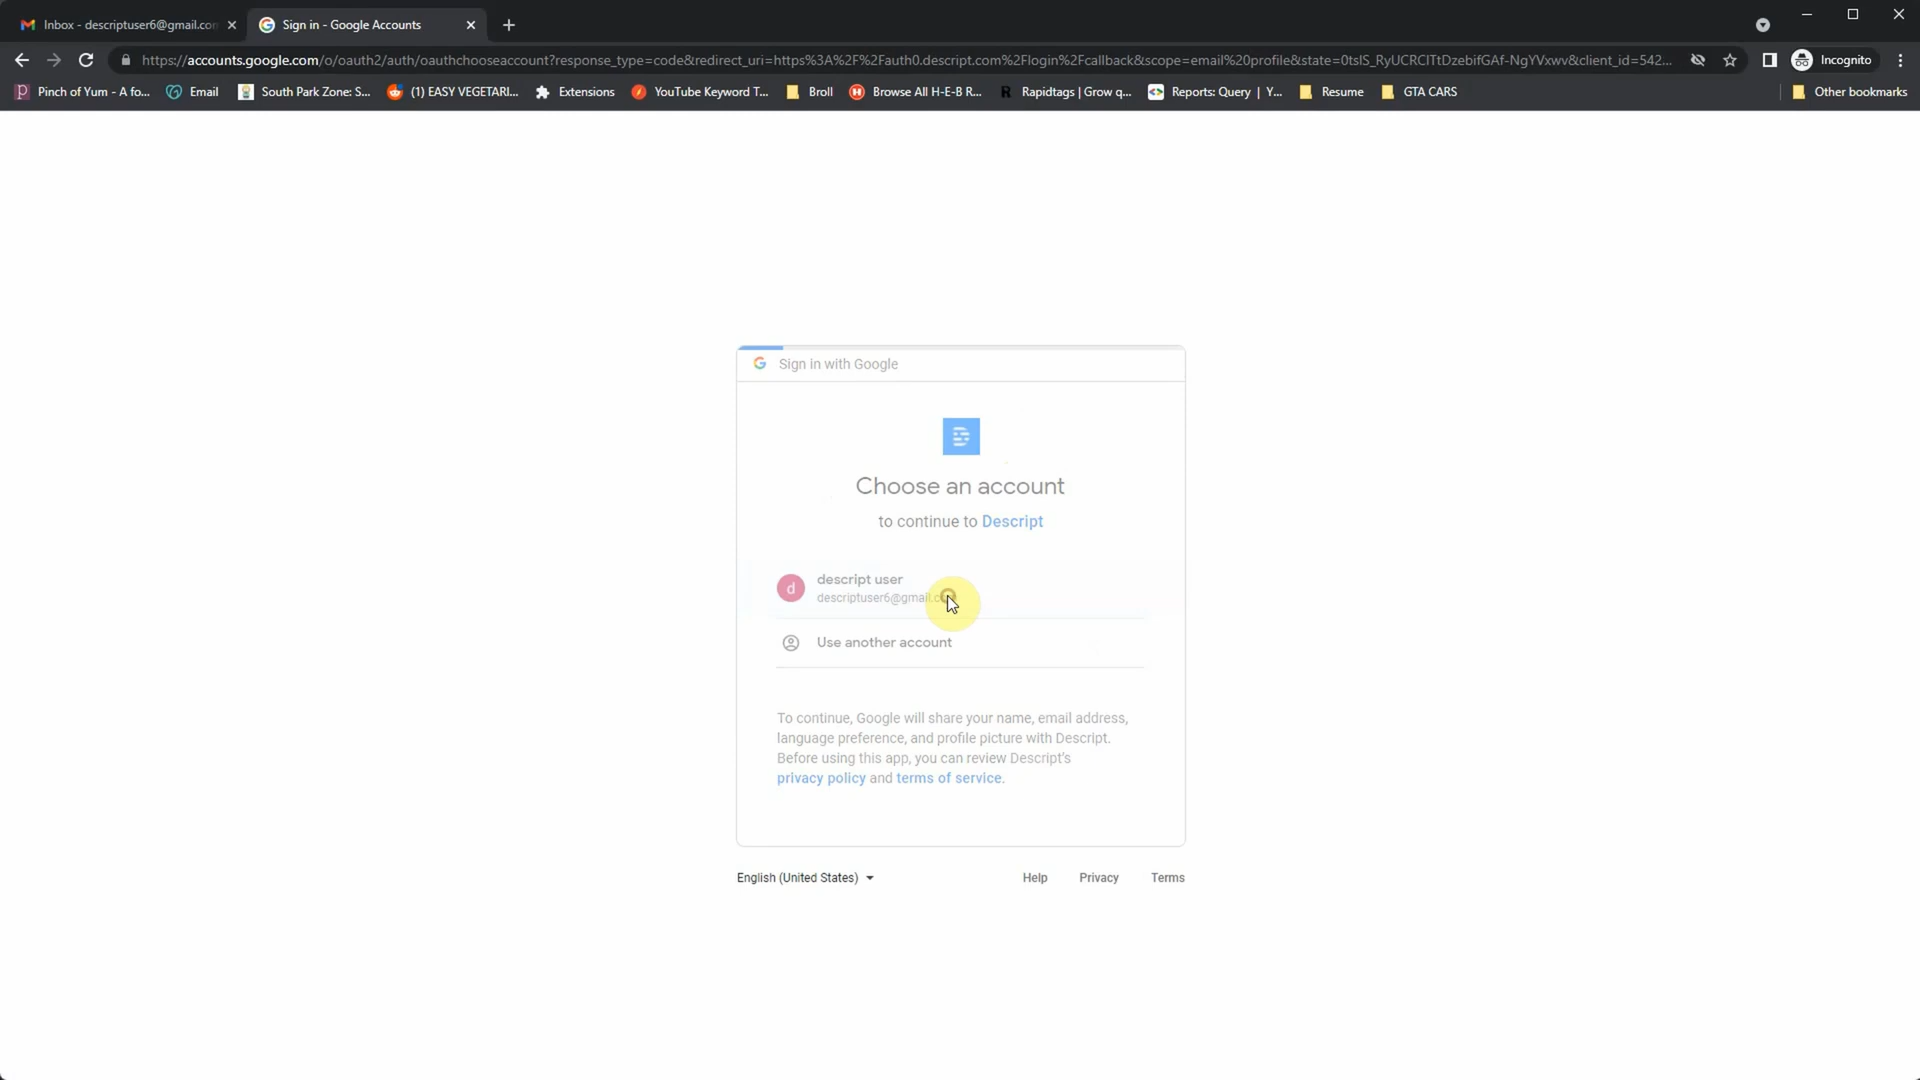 Inbox - descriptuser6@gmail.co
Sign in - Google Accounts
https://accounts.google.com/o/oauth2/auth/oauthchooseaccount?response_type=code&redirect_uri=https%3A%2F%2Fauth0.descript.com%2Flogin%2Fcallback&scope=email%20profile&state=0tsIS_RyUCRCITtDzebifGAf-NgYVxwv&client_id=542...
Incognito
Pinch of Yum - A fo...
Email
South Park Zone: S...
(1) EASY VEGETARI...
Extensions
YouTube Keyword T...
Broll
Browse All H-E-B R...
Rapidtags | Grow q...
Reports: Query | Y...
Resume
GTA CARS
Other bookmarks
Sign in with Google
Choose an account
to continue to Descript
d
descript user
descriptuser6@gmail.c
Use another account
To continue, Google will share your name, email address,
language preference, and profile picture with Descript.
Before using this app, you can review Descript's
privacy policy and terms of service.
English (United States)
Help
Privacy
Terms